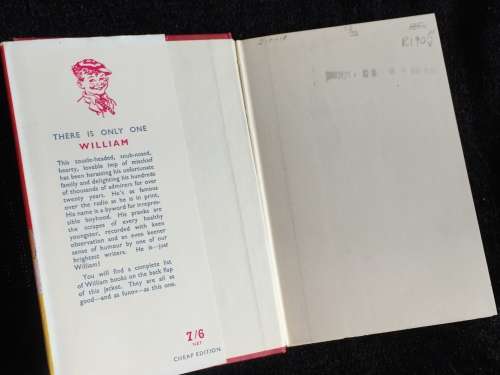 THERE IS ONLY ONE
WILLIAM
This tousle-headed, snub-nosed,
hearty, lovable imp of mischief
has been harassing his unfortunate
family and delighting his hundreds
of thousands of admirers for over
twenty years. He's as famous
over the radio as he is in print.
His name is a byword for irrepres-
sible boyhood. His pranks are
the scrapes of every healthy
youngster, recorded with keen
observation and an even keener
sense of humour by one of our
brightest writers. He is—just
William!
You will find a complete list
of William books on the back flap
of this jacket. They are all as
good—and as funny—as this one.
7/6
NET
CHEAP EDITION
R190